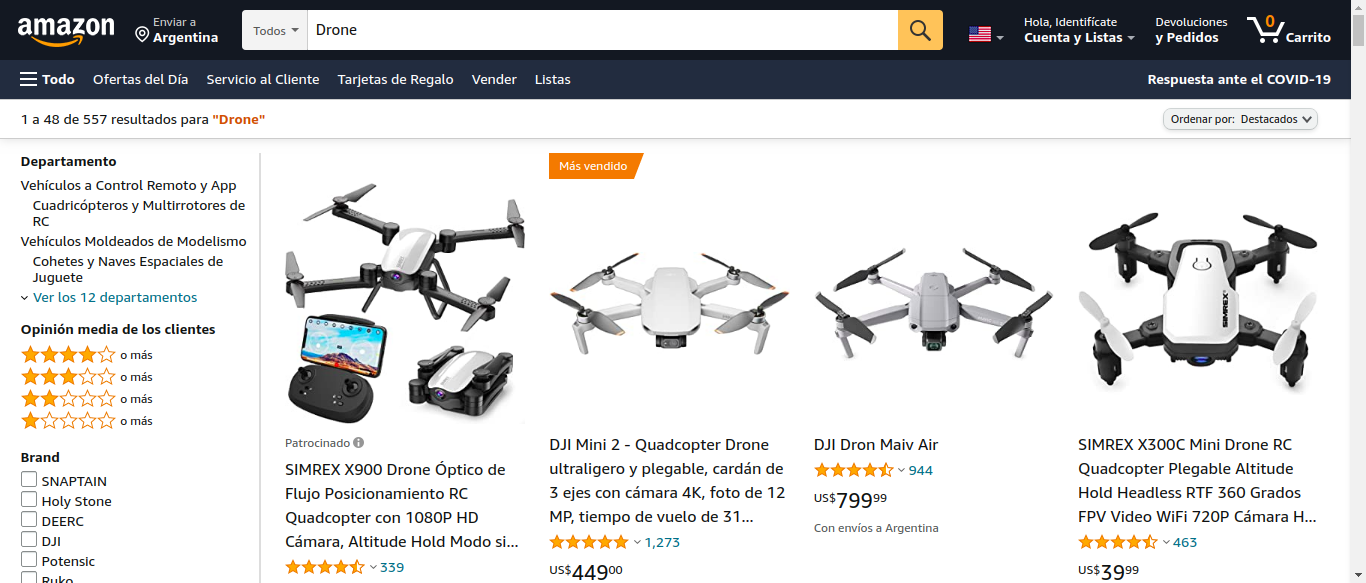 amazon
Enviar a
Argentina
Todos
Drone
Hola, Identifícate
Cuenta y Listas
Devoluciones
y Pedidos
0
Carrito
Todo
Ofertas del Día
Servicio al Cliente
Tarjetas de Regalo
Vender
Listas
Respuesta ante el COVID-19
1 a 48 de 557 resultados para "Drone"
Ordenar por: Destacados
Departamento
Vehículos a Control Remoto y App
Cuadricópteros y Multirrotores de
RC
Vehículos Moldeados de Modelismo
Cohetes y Naves Espaciales de
Juguete
Ver los 12 departamentos
Opinión media de los clientes
o más
o más
o más
o más
Brand
SNAPTAIN
Holy Stone
DEERC
DJI
Potensic
Ruko
Patrocinado
SIMREX X900 Drone Óptico de
Flujo Posicionamiento RC
Quadcopter con 1080P HD
Cámara, Altitude Hold Modo si...
339
Más vendido
DJI Mini 2 - Quadcopter Drone
ultraligero y plegable, cardán de
3 ejes con cámara 4K, foto de 12
MP, tiempo de vuelo de 31...
1,273
US$44900
DJI Dron Maiv Air
944
US$79999
Con envíos a Argentina
SIMREX
SIMREX X300C Mini Drone RC
Quadcopter Plegable Altitude
Hold Headless RTF 360 Grados
FPV Video WiFi 720P Cámara H...
463
US$3999